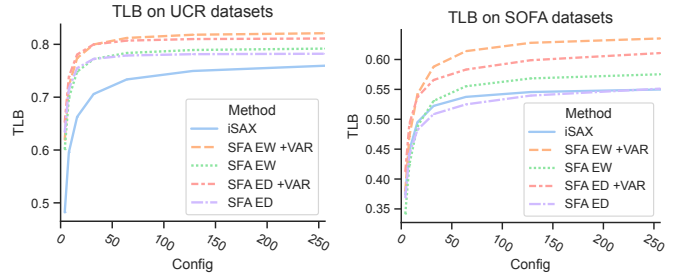 TLB on UCR datasets
TLB
0.8
0.7
0.6
0.5
Method
iSAX
SFA EW +VAR
SFA EW
SFA ED +VAR
SFA ED
0
50
100
150
200
250
Config
TLB on SOFA datasets
TLB
0.60
0.55
0.50
0.45
0.40
0.35
Method
iSAX
SFA EW +VAR
SFA EW
SFA ED +VAR
SFA ED
0
50
100
150
200
250
Config